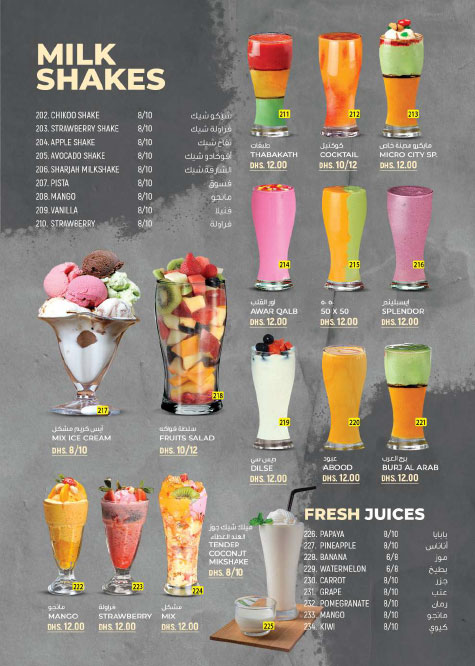 MILK
SHAKES
202. CHIKOO SHAKE 8/10 شيكو شيك
203. STRAWBERRY SHAKE 8/10 فراولة شيك
204. APPLE SHAKE 8/10 تفاح شيك
205. AVOCADO SHAKE 8/10 أفوكادو شيك
206. SHARJAH MILKSHAKE 8/10 الشارقة شيك
207. PISTA 8/10 فستق
208. MANGO 8/10 مانجو
209. VANILLA 8/10 فنيلا
210. STRAWBERRY 8/10 فراولة
211
طبقات
THABAKATH
DHS. 12.00
212
كوكتيل
COCKTAIL
DHS. 10/12
213
مايكرو مدينة خاص
MICRO CITY SP.
DHS. 12.00
214
اور القلب
AWAR QALB
DHS. 12.00
215
50 X 50
DHS. 12.00
216
SPLENDOR
DHS. 12.00
217
آيس كريم مشكل
MIX ICE CREAM
DHS. 8/10
218
سلطة فواكه
FRUITS SALAD
DHS. 10/12
219
DILSE
DHS. 12.00
220
عبود
ABOOD
DHS. 12.00
221
برج العرب
BURJ AL ARAB
DHS. 12.00
222
مانجو
MANGO
DHS. 12.00
223
فراولة
STRAWBERRY
DHS. 12.00
224
مشكل
MIX
DHS. 12.00
ميلك شيك جوز
الهند
TENDER
COCONUT
MIKSHAKE
DHS. 8/10
225
FRESH JUICES
226. PAPAYA 8/10 بابايا
227. PINEAPPLE 8/10 أناناس
228. BANANA 6/8 موز
229. WATERMELON 6/8 بطيخ
230. CARROT 8/10 جزر
231. GRAPE 8/10 عنب
232. POMEGRANATE 8/10 رمان
233. MANGO 8/10 مانجو
234. KIWI 8/10 كيوي